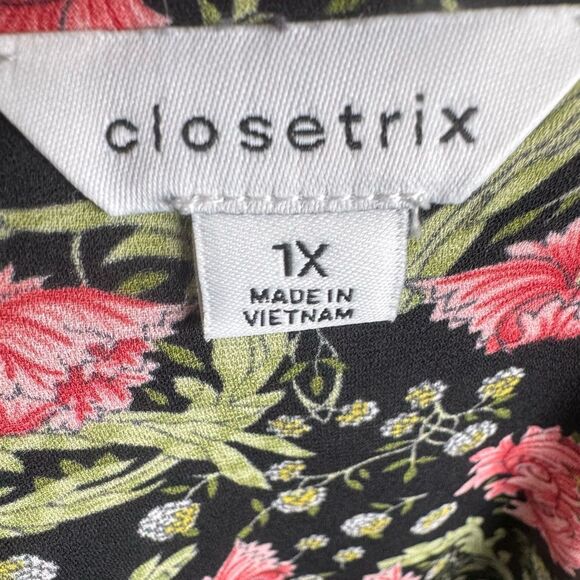 closetrix
1X
MADE IN
VIETNAM